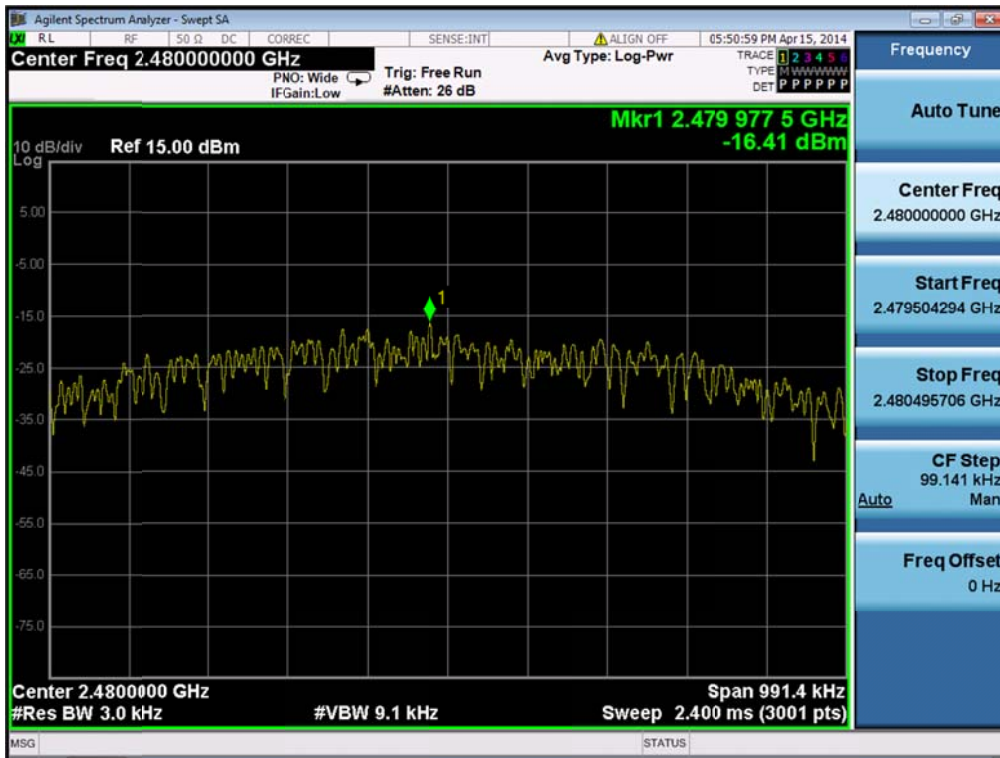 Agilent Spectrum Analyzer - Swept SA
LXI RL RF 50 Ω DC CORREC SENSE:INT ALIGN OFF 05:50:59 PM Apr 15, 2014
Center Freq 2.480000000 GHz
PNO: Wide
IFGain:Low
Trig: Free Run
#Atten: 26 dB
Avg Type: Log-Pwr
TRACE 1 2 3 4 5 6
TYPE M WWWWW
DET P P P P P P
Mkr1 2.479 977 5 GHz
-16.41 dBm
10 dB/div Ref 15.00 dBm
Log
1
5.00
-5.00
-15.0
-25.0
-35.0
-45.0
-55.0
-65.0
-75.0
Center 2.4800000 GHz Span 991.4 kHz
#Res BW 3.0 kHz #VBW 9.1 kHz Sweep 2.400 ms (3001 pts)
MSG STATUS
Frequency
Auto Tune
Center Freq
2.480000000 GHz
Start Freq
2.479504294 GHz
Stop Freq
2.480495706 GHz
CF Step
99.141 kHz
Auto Man
Freq Offset
0 Hz